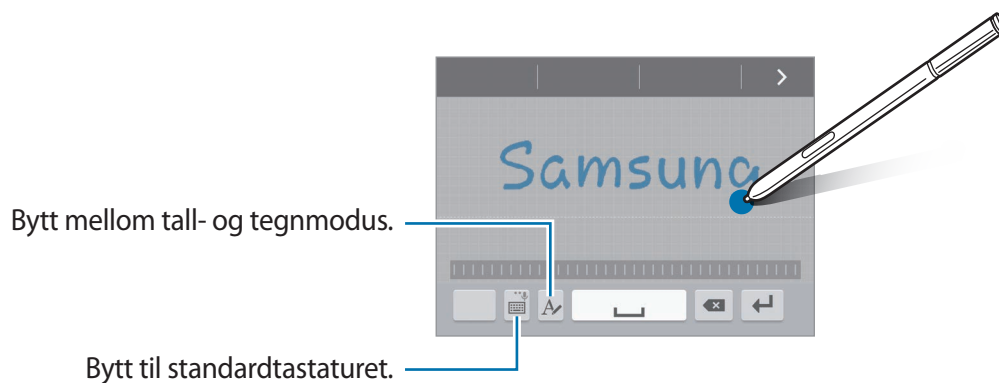 Samsung
Bytt mellom tall- og tegnmodus.
Bytt til standardtastaturet.